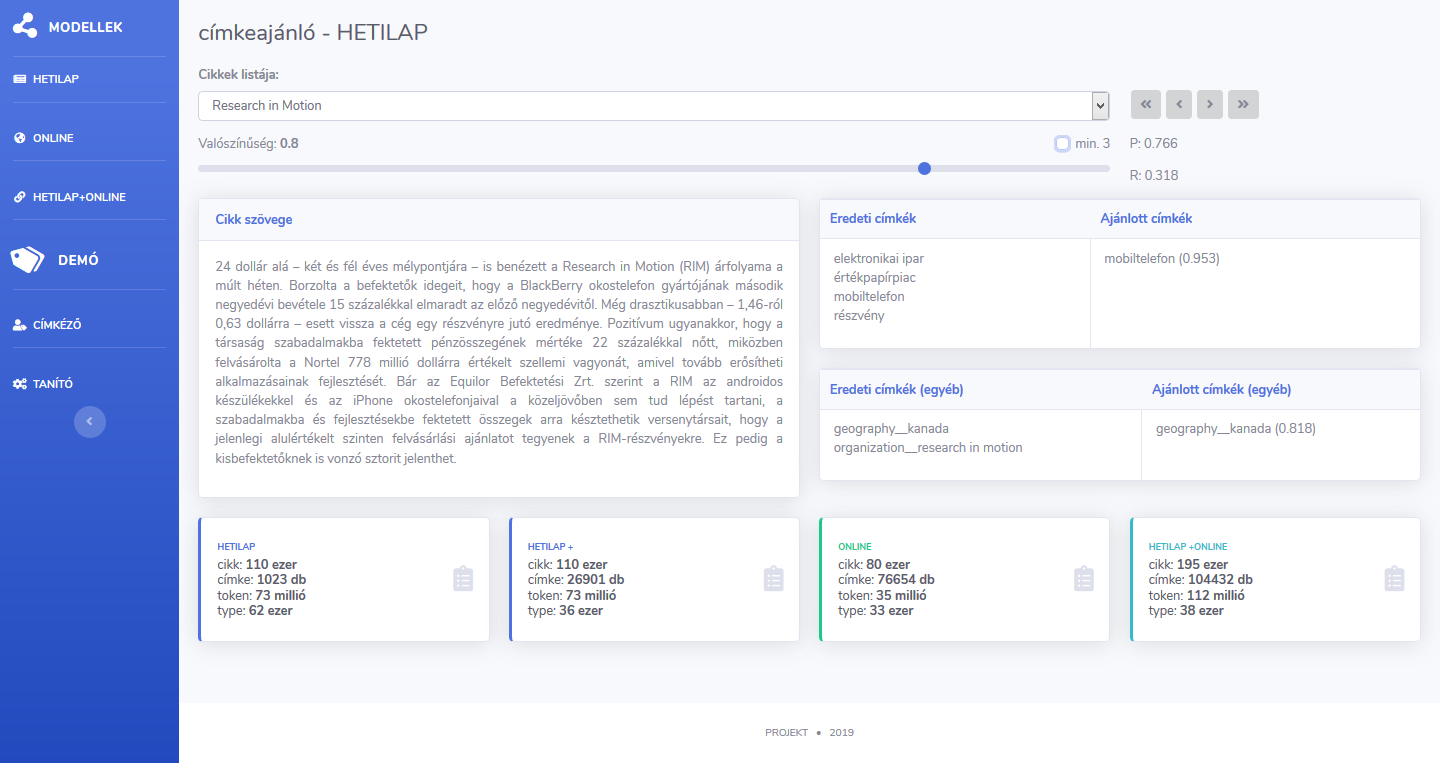 MODELLEK
HETILAP
ONLINE
HETILAP+ONLINE
DEMÓ
CÍMKÉZŐ
TANÍTÓ
címkeajánló - HETILAP
Cikkek listája:
Research in Motion
Valószínűség: 0.8
min. 3
P: 0.766
R: 0.318
Cikk szövege
24 dollár alá – két és fél éves mélypontjára – is benézett a Research in Motion (RIM) árfolyama a
múlt héten. Borzolta a befektetők idegeit, hogy a BlackBerry okostelefon gyártójának második
negyedévi bevétele 15 százalékkal elmaradt az előző negyedévitől. Még drasztikusabban – 1,46-ról
0,63 dollárra – esett vissza a cég egy részvényre jutó eredménye. Pozitívum ugyanakkor, hogy a
társaság szabadalmakba fektetett pénzösszegének mértéke 22 százalékkal nőtt, miközben
felvásárolta a Nortel 778 millió dollárra értékelt szellemi vagyonát, amivel tovább erősítheti
alkalmazásainak fejlesztését. Bár az Equilor Befektetési Zrt. szerint a RIM az androidos
készülékekkel és az iPhone okostelefonjaival a közeljövőben sem tud lépést tartani, a
szabadalmakba és fejlesztésekbe fektetett összegek arra késztethetik versenytársait, hogy a
jelenlegi alulértékelt szinten felvásárlási ajánlatot tegyenek a RIM-részvényekre. Ez pedig a
kisbefektetőknek is vonzó sztorit jelenthet.
Eredeti címkék
Ajánlott címkék
elektronikai ipar
értékpapírpiac
mobiltelefon
részvény
mobiltelefon (0.953)
Eredeti címkék (egyéb)
Ajánlott címkék (egyéb)
geography__kanada
organization__research in motion
geography__kanada (0.818)
HETILAP
cikk: 110 ezer
címke: 1023 db
token: 73 millió
type: 62 ezer
HETILAP +
cikk: 110 ezer
címke: 26901 db
token: 73 millió
type: 36 ezer
ONLINE
cikk: 80 ezer
címke: 76654 db
token: 35 millió
type: 33 ezer
HETILAP +ONLINE
cikk: 195 ezer
címke: 104432 db
token: 112 millió
type: 38 ezer
PROJEKT • 2019